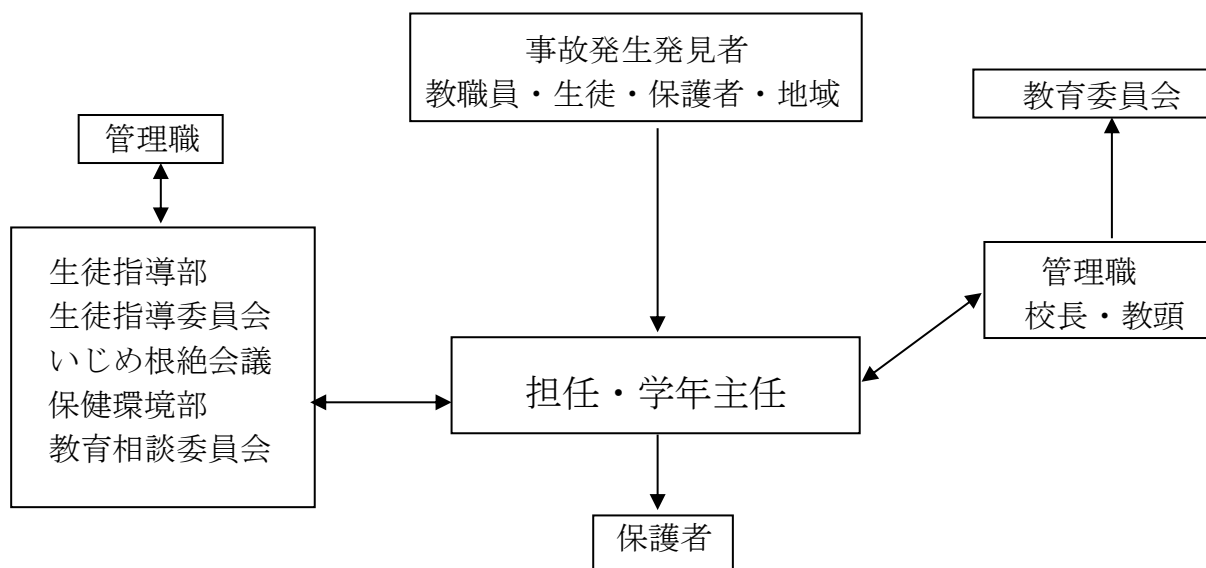 事故発生発見者
教職員・生徒・保護者・地域
教育委員会
管理職
生徒指導部
生徒指導委員会
いじめ根絶会議
保健環境部
教育相談委員会
管理職
校長・教頭
担任・学年主任
保護者